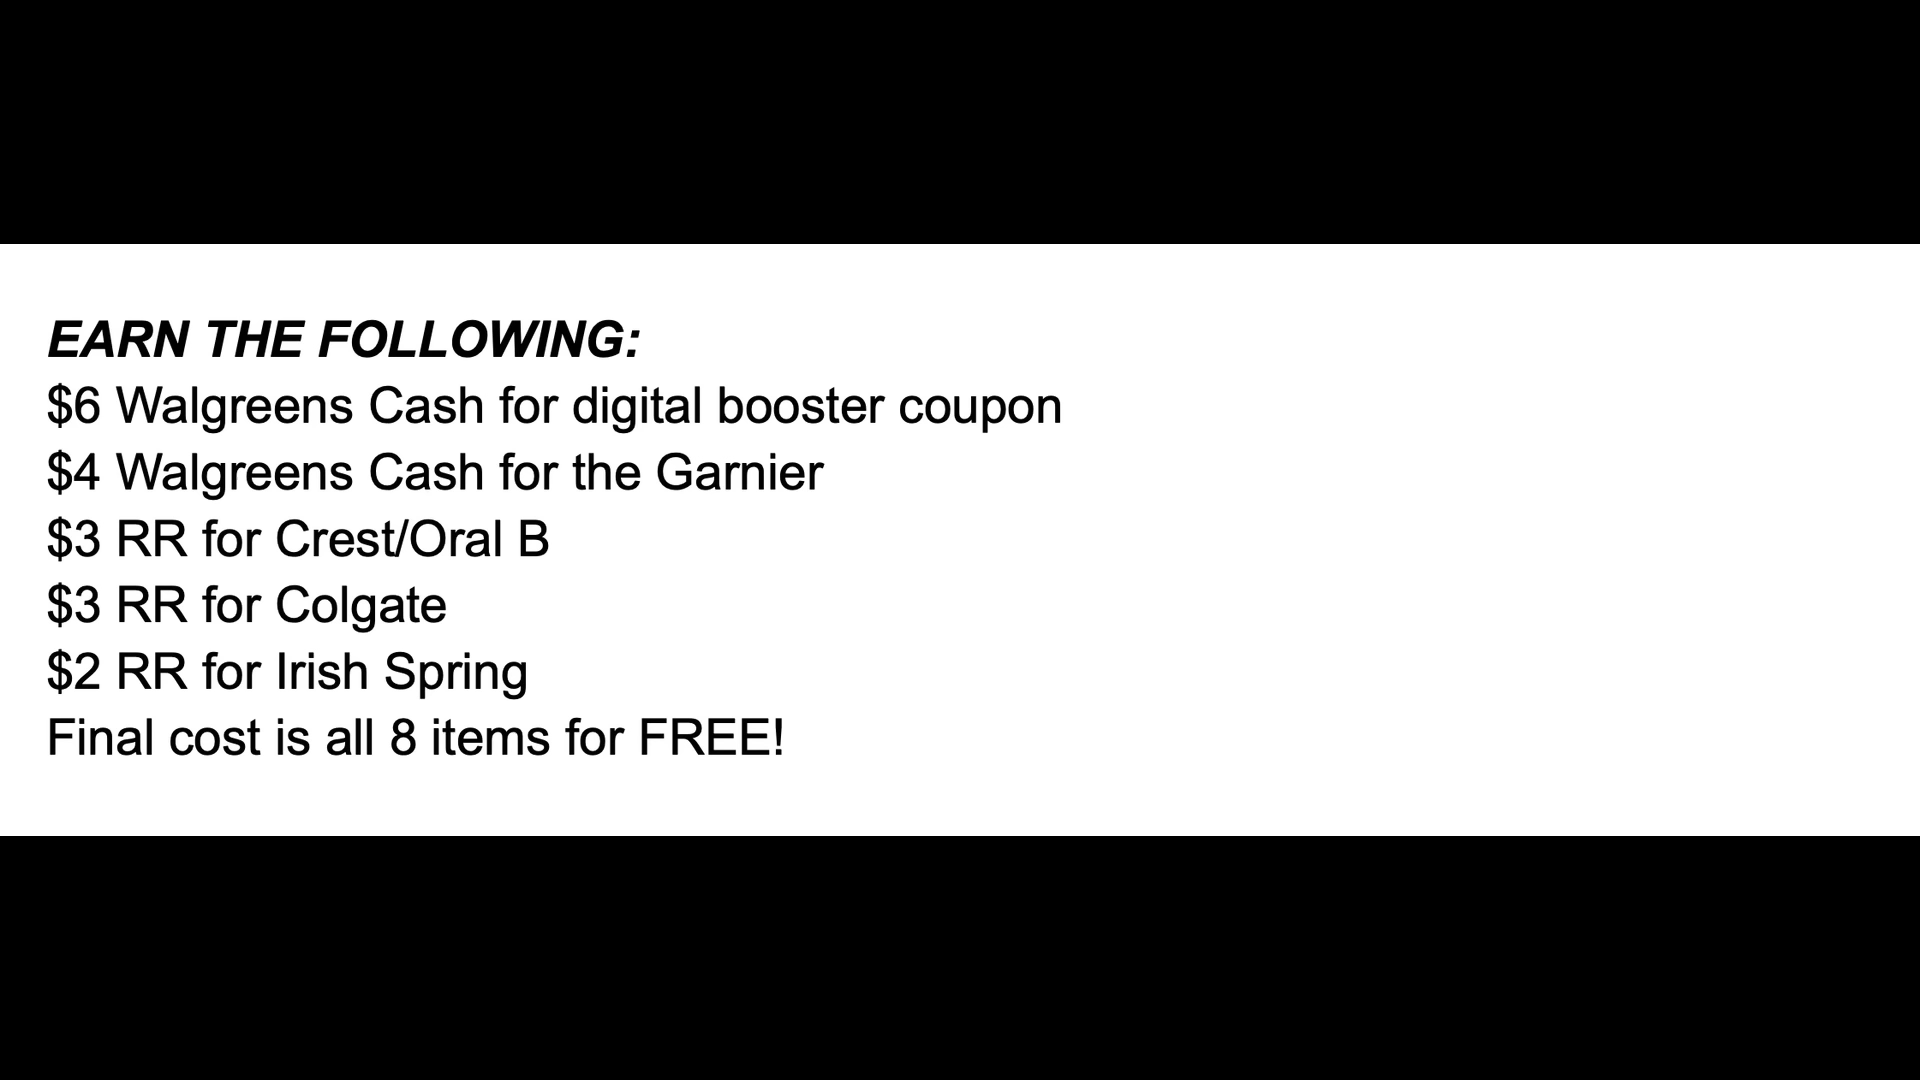 EARN THE FOLLOWING:
$6 Walgreens Cash for digital booster coupon
$4 Walgreens Cash for the Garnier
$3 RR for Crest/Oral B
$3 RR for Colgate
$2 RR for Irish Spring
Final cost is all 8 items for FREE!